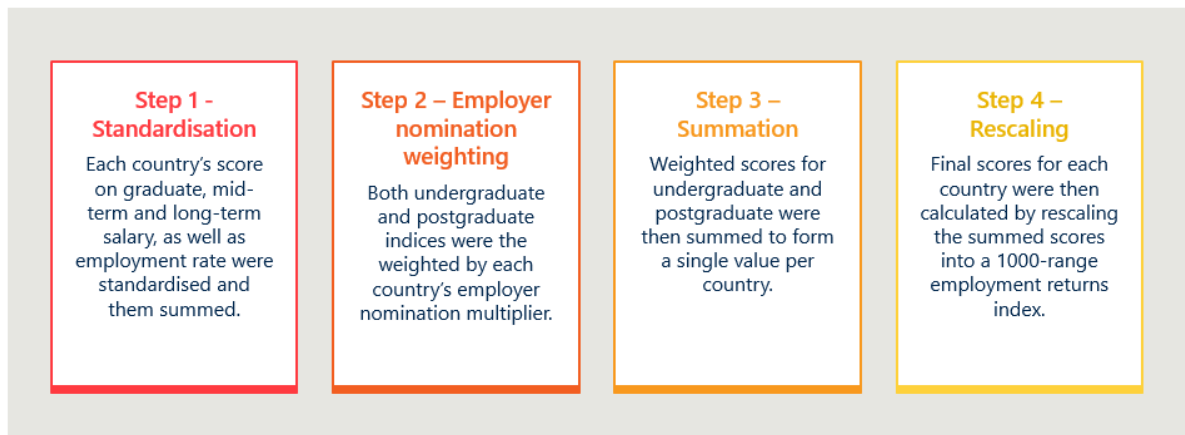 Step 1 -
Standardisation
Each country's score
on graduate, mid-
term and long-term
salary, as well as
employment rate were
standardised and
them summed.
Step 2 – Employer
nomination
weighting
Both undergraduate
and postgraduate
indices were the
weighted by each
country's employer
nomination multiplier.
Step 3 –
Summation
Weighted scores for
undergraduate and
postgraduate were
then summed to form
a single value per
country.
Step 4 –
Rescaling
Final scores for each
country were then
calculated by rescaling
the summed scores
into a 1000-range
employment returns
index.